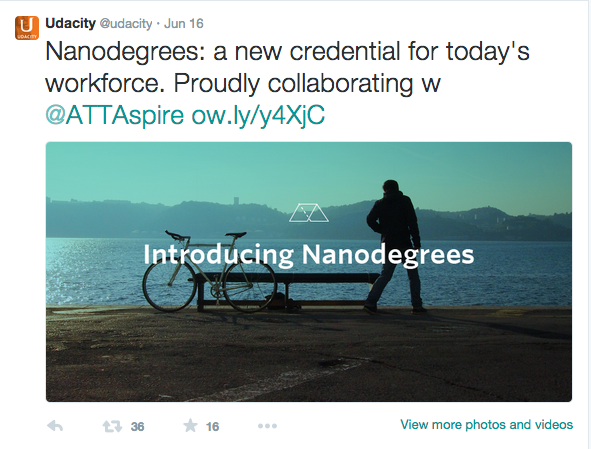 Udacity @udacity · Jun 16
Nanodegrees: a new credential for today's
workforce. Proudly collaborating w
@ATTAspire ow.ly/y4XjC
UDACITY
Introducing Nanodegrees
36
16
View more photos and videos